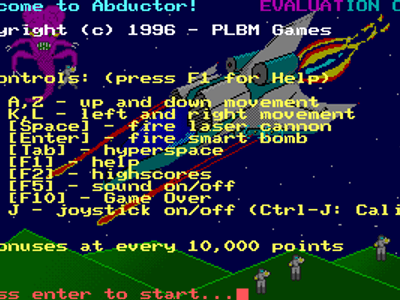 come to Abductor! EVALUATION C
yright (c) 1996 - PLBM Games
ontrols: (press F1 for Help)
A,Z - up and down movement
K,L - left and right movement
[Space] - fire laser cannon
[Enter] - fire smart bomb
[Tab] - hyperspace
[F1] - help
[F2] - highscores
[F5] - sound on/off
[F10] - Game Over
J - joystick on/off (Ctrl-J: Cali
onuses at every 10,000 points
ss enter to start...